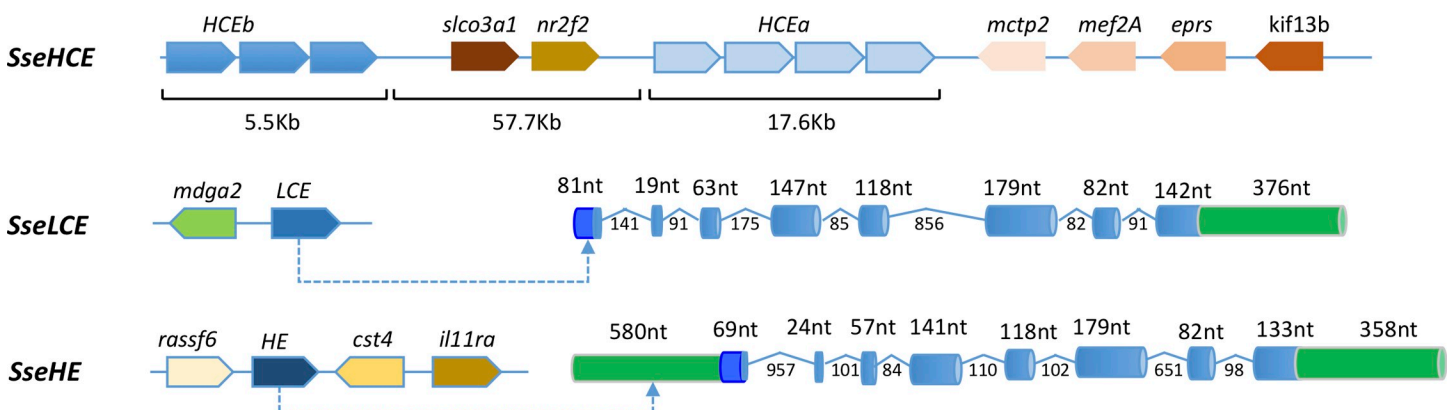 HCEb slco3a1 nr2f2 HCEa mctp2 mef2A eprs kif13b
SseHCE
5.5Kb 57.7Kb 17.6Kb
mdga2 LCE 81nt 19nt 63nt 147nt 118nt 179nt 82nt 142nt 376nt
SseLCE
141 91 175 85 856 82 91
rassf6 HE cst4 il11ra 580nt 69nt 24nt 57nt 141nt 118nt 179nt 82nt 133nt 358nt
SseHE
957 101 84 110 102 651 98